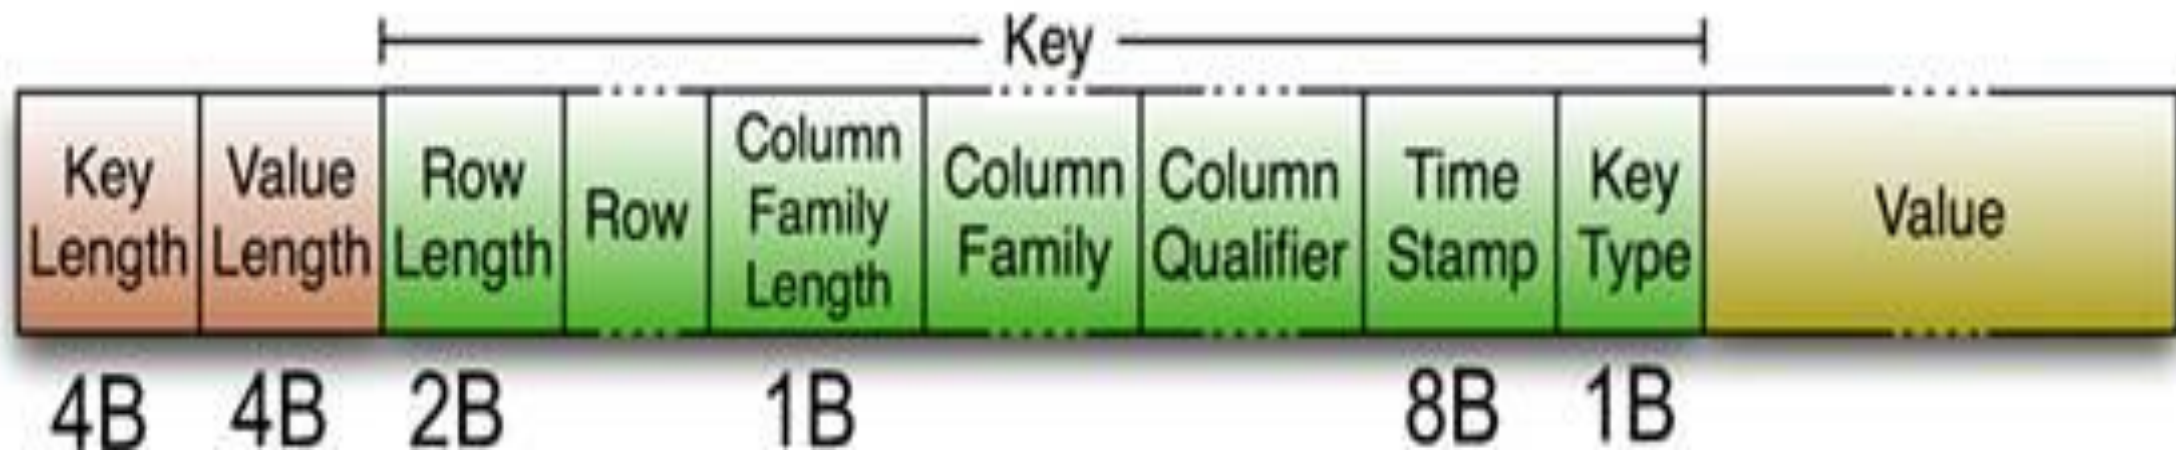 Key
Key
Length
Value
Length
Row
Length
Row
Column
Family
Length
Column
Family
Column
Qualifier
Time
Stamp
Key
Type
Value
4B
4B
2B
1B
8B
1B